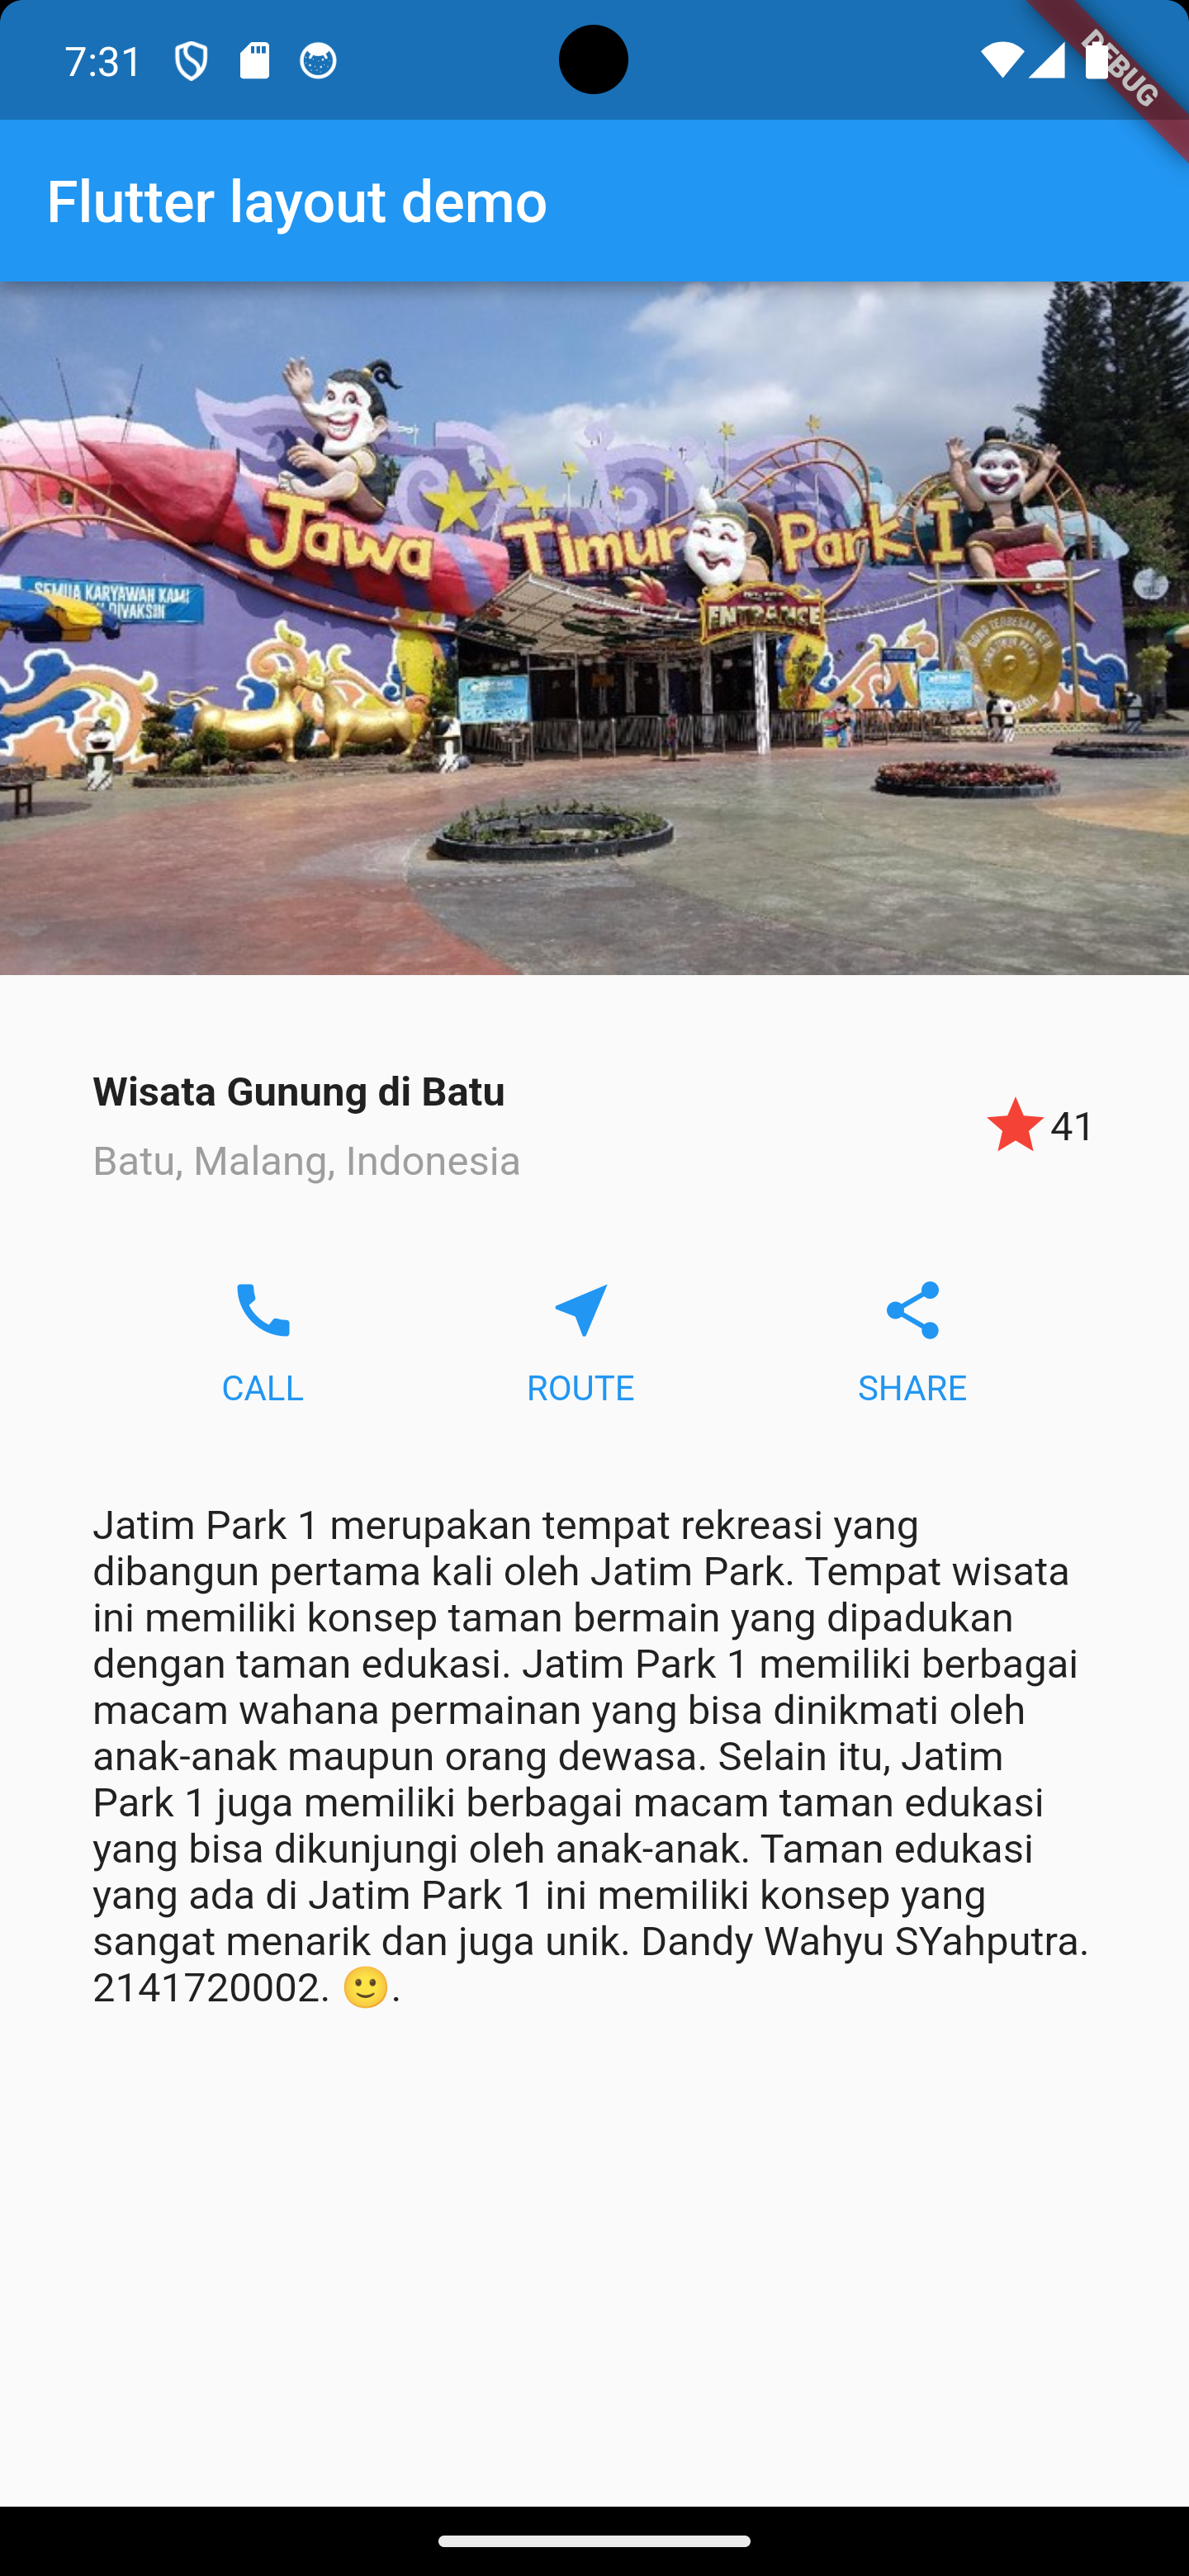 7:31
DEBUG
Flutter layout demo
Jawa Timur Park I
SEMUA KARYAWAN KAMI
DIVAKSIN
ENTRANCE
GONG TERBESAR
Wisata Gunung di Batu
Batu, Malang, Indonesia
41
CALL ROUTE SHARE
Jatim Park 1 merupakan tempat rekreasi yang
dibangun pertama kali oleh Jatim Park. Tempat wisata
ini memiliki konsep taman bermain yang dipadukan
dengan taman edukasi. Jatim Park 1 memiliki berbagai
macam wahana permainan yang bisa dinikmati oleh
anak-anak maupun orang dewasa. Selain itu, Jatim
Park 1 juga memiliki berbagai macam taman edukasi
yang bisa dikunjungi oleh anak-anak. Taman edukasi
yang ada di Jatim Park 1 ini memiliki konsep yang
sangat menarik dan juga unik. Dandy Wahyu SYahputra.
2141720002. 🙂.